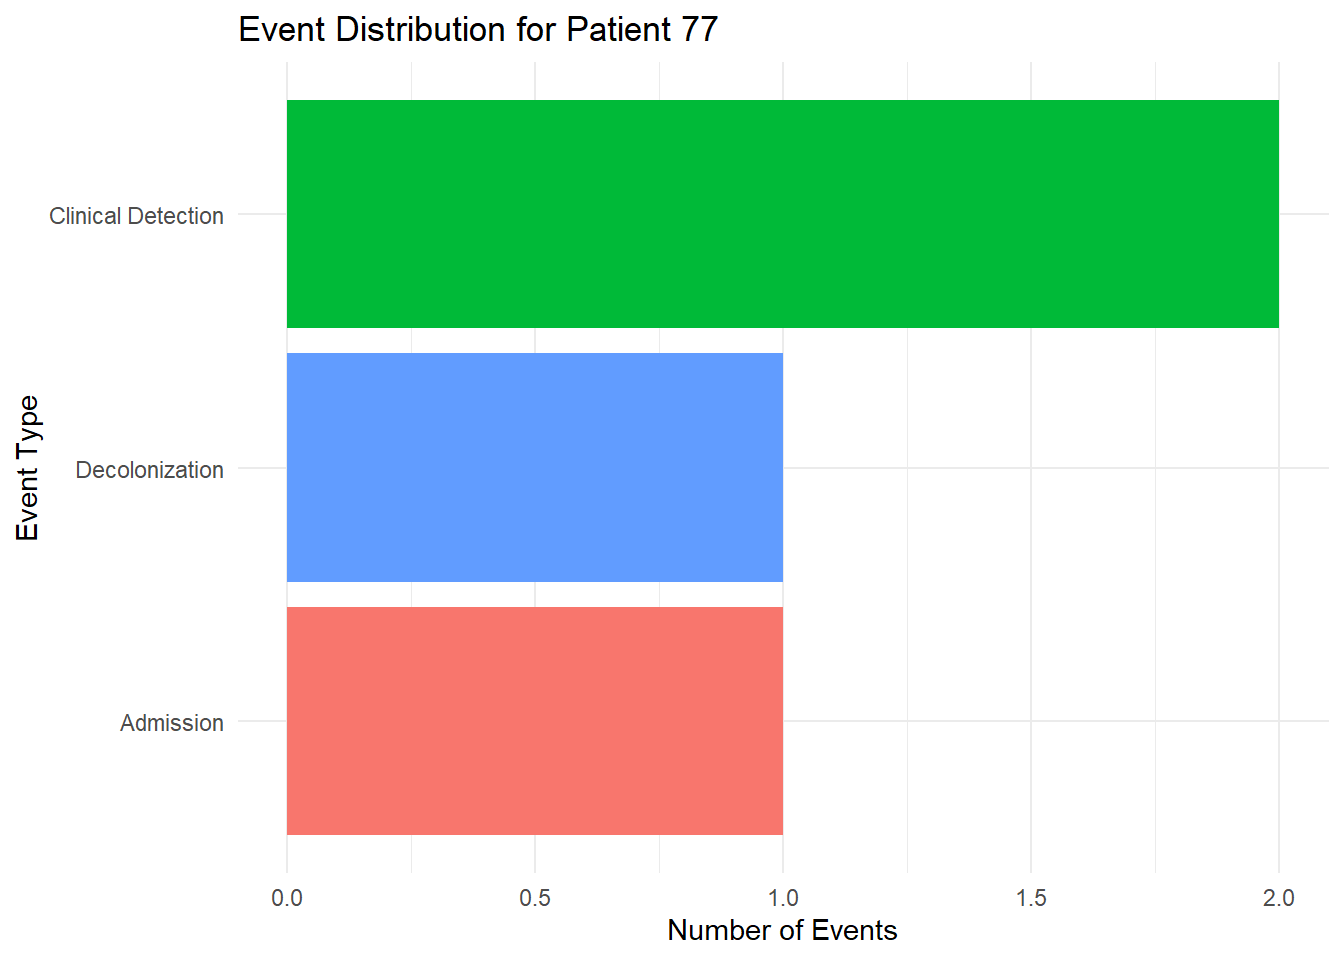 Event Distribution for Patient 77
Event Type
Clinical Detection
Decolonization
Admission
0.0 0.5 1.0 1.5 2.0
Number of Events